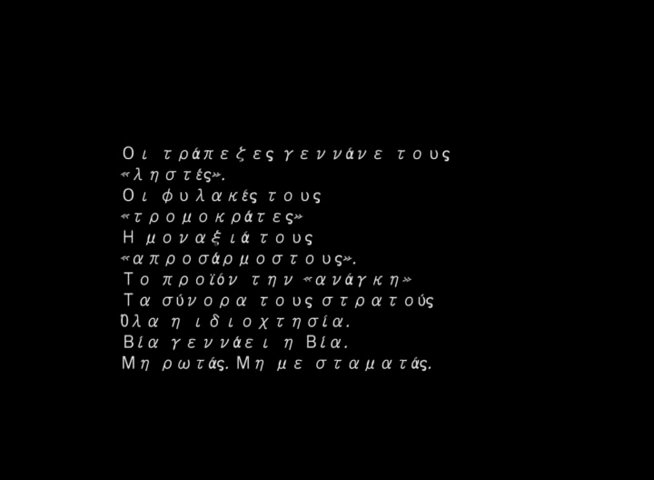 Οι τράπεζες γεννάνε τους
«ληστές».
Οι φυλακές τους
«τρομοκράτες»
Η μοναξιά τους
«απροσάρμοστους».
Το προϊόν την «ανάγκη»
Τα σύνορα τους στρατούς
Όλα η ιδιοχτησία.
Βία γεννάει η Βία.
Μη ρωτάς. Μη με σταματάς.